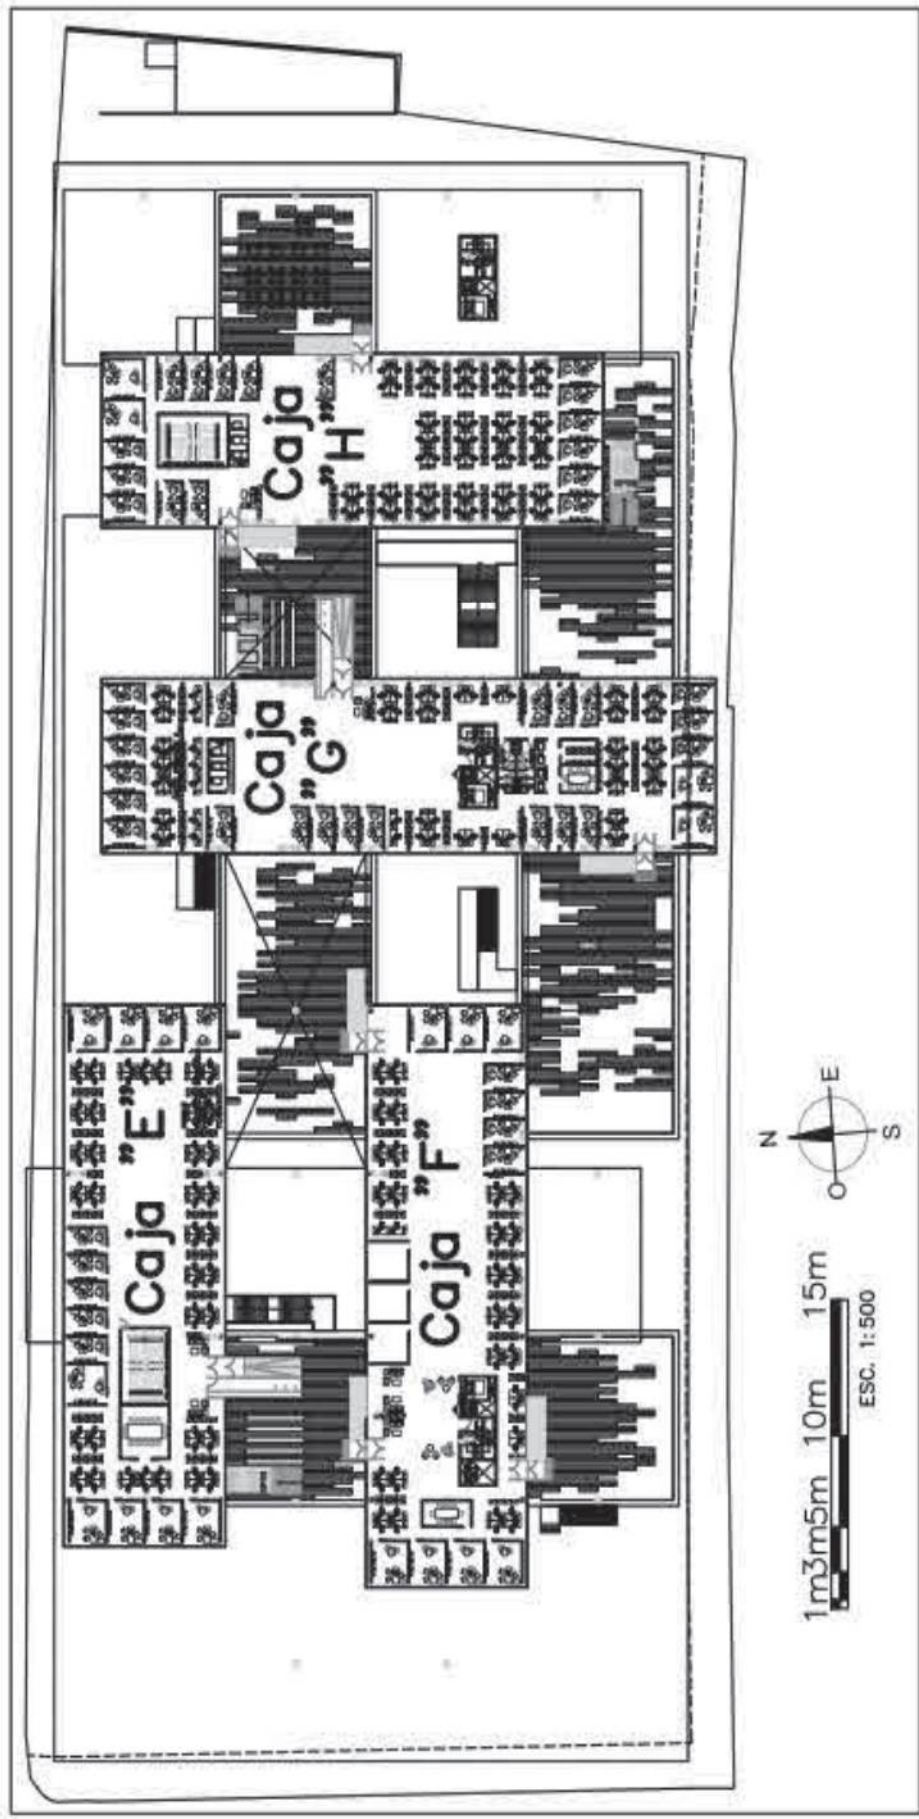 Caja
"H"
Caja
"G"
Caja "E"
Caja "F"
N
E
S
O
1m3m5m 10m 15m
ESC. 1:500